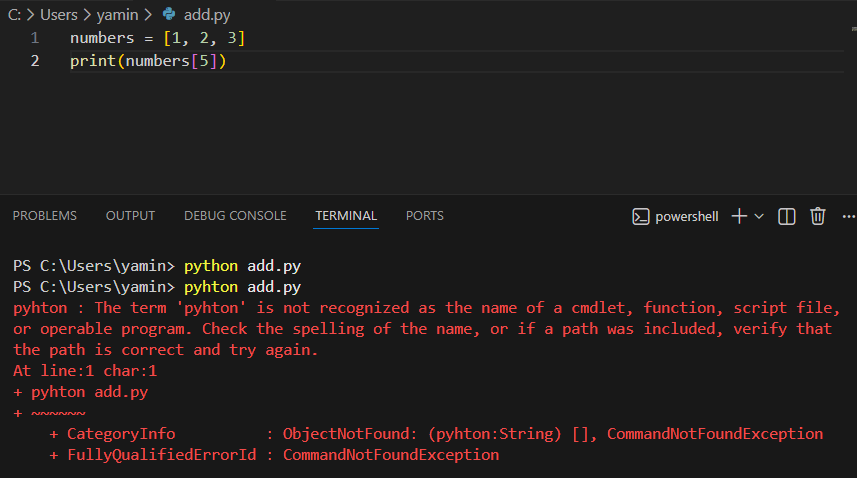 C: > Users > yamin > add.py
1 numbers = [1, 2, 3]
2 print(numbers[5])
PROBLEMS OUTPUT DEBUG CONSOLE TERMINAL PORTS powershell
PS C:\Users\yamin> python add.py
PS C:\Users\yamin> pyhton add.py
pyhton : The term 'pyhton' is not recognized as the name of a cmdlet, function, script file,
or operable program. Check the spelling of the name, or if a path was included, verify that
the path is correct and try again.
At line:1 char:1
+ pyhton add.py
+ ~~~~~~
+ CategoryInfo : ObjectNotFound: (pyhton:String) [], CommandNotFoundException
+ FullyQualifiedErrorId : CommandNotFoundException